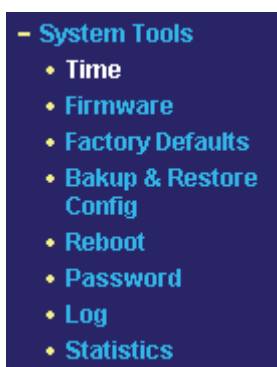 – System Tools
• Time
• Firmware
• Factory Defaults
• Bakup & Restore
Config
• Reboot
• Password
• Log
• Statistics